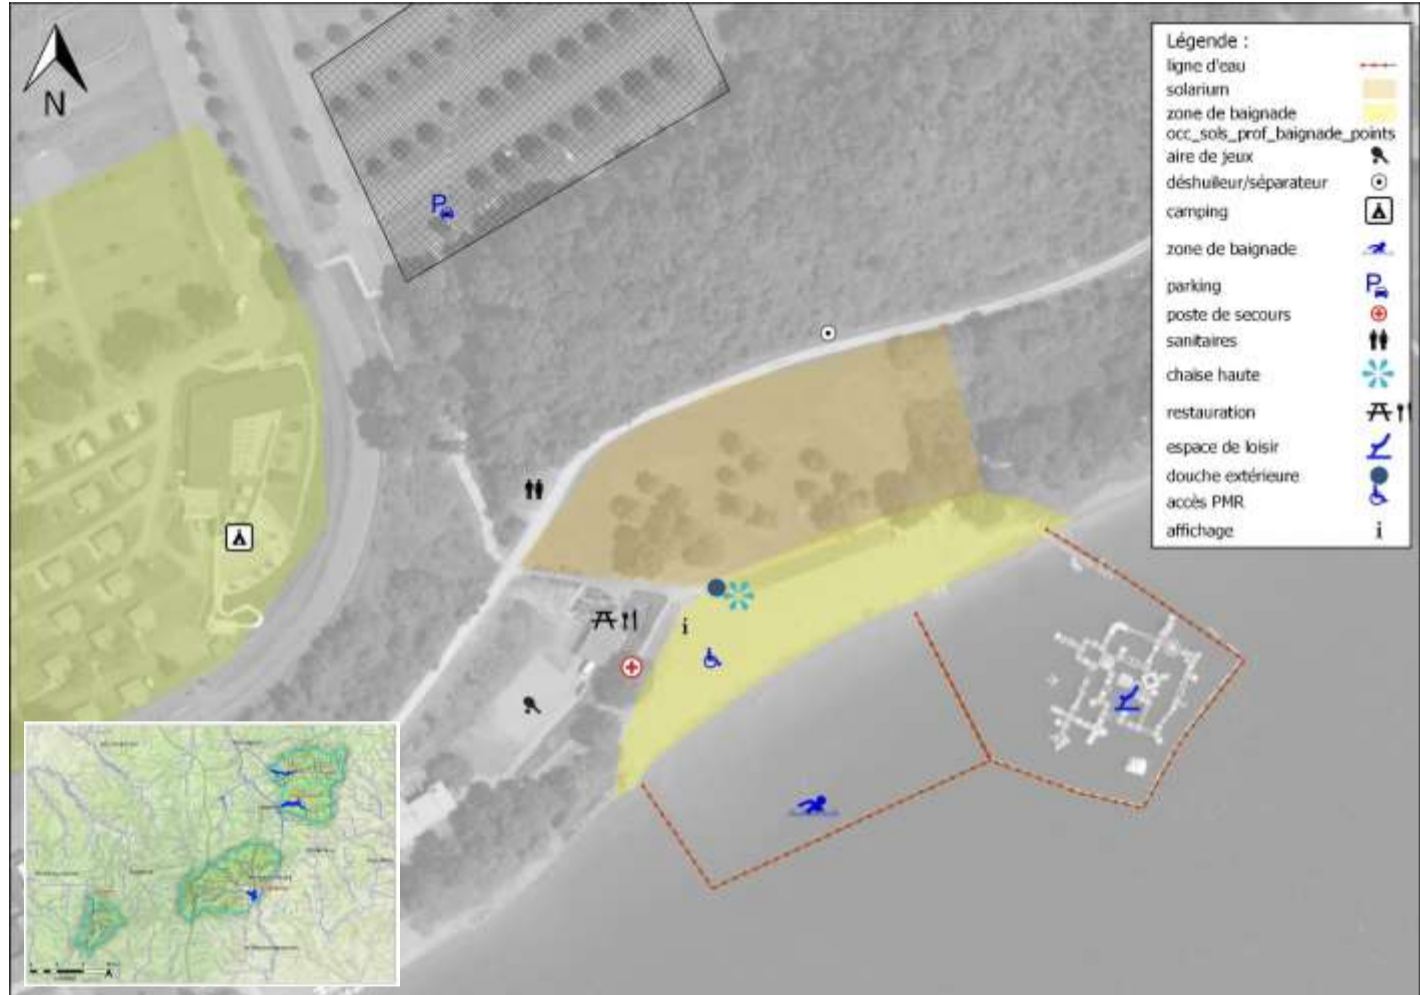 N
Légende :
ligne d'eau
solarium
zone de baignade
occ_sols_prof_baignade_points
aire de jeux
déshuileur/séparateur
camping
zone de baignade
parking
P
poste de secours
sanitaires
chaise haute
restauration
espace de loisir
douche extérieure
accès PMR
affichage
i
P
i